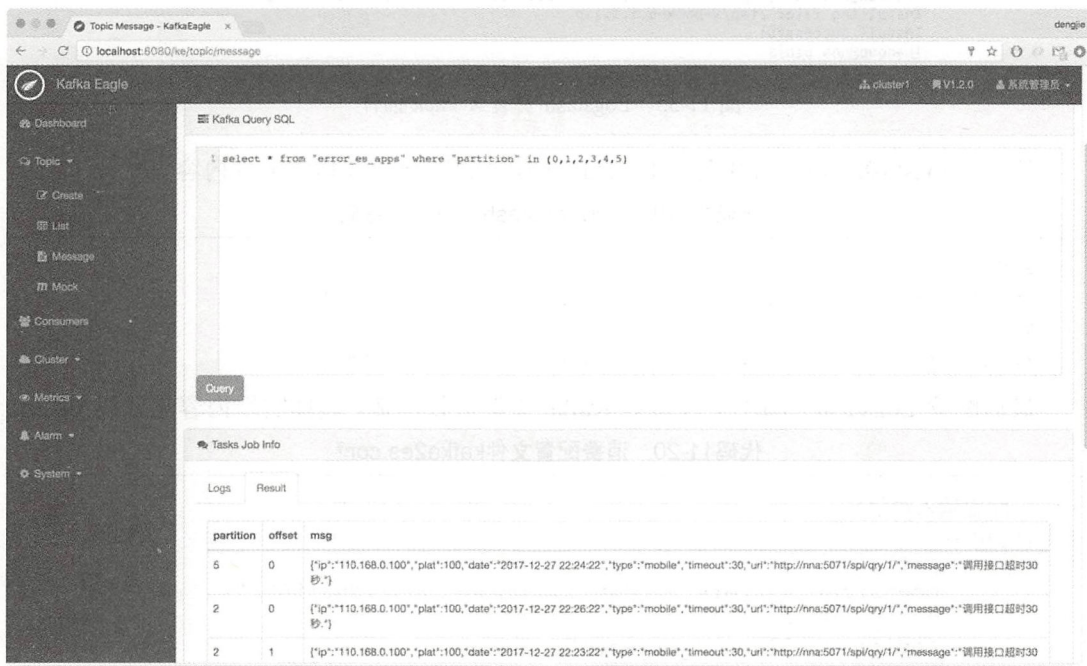 Topic Message - KafkaEagle ×
dengjie
localhost:8080/ke/topic/message
Kafka Eagle
cluster1 V1.2.0 系统管理员
Dashboard
Topic
Create
List
Message
Mock
Consumers
Cluster
Metrics
Alarm
System
Kafka Query SQL
1 select * from "error_es_apps" where "partition" in (0,1,2,3,4,5)
Query
Tasks Job Info
Logs Result
partition offset msg
5 0 {"ip":"110.168.0.100","plat":100,"date":"2017-12-27 22:24:22","type":"mobile","timeout":30,"url":"http://nna:5071/spi/qry/1/","message":"调用接口超时30
秒."}
2 0 {"ip":"110.168.0.100","plat":100,"date":"2017-12-27 22:26:22","type":"mobile","timeout":30,"url":"http://nna:5071/spi/qry/1/","message":"调用接口超时30
秒."}
2 1 {"ip":"110.168.0.100","plat":100,"date":"2017-12-27 22:23:22","type":"mobile","timeout":30,"url":"http://nna:5071/spi/qry/1/","message":"调用接口超时30